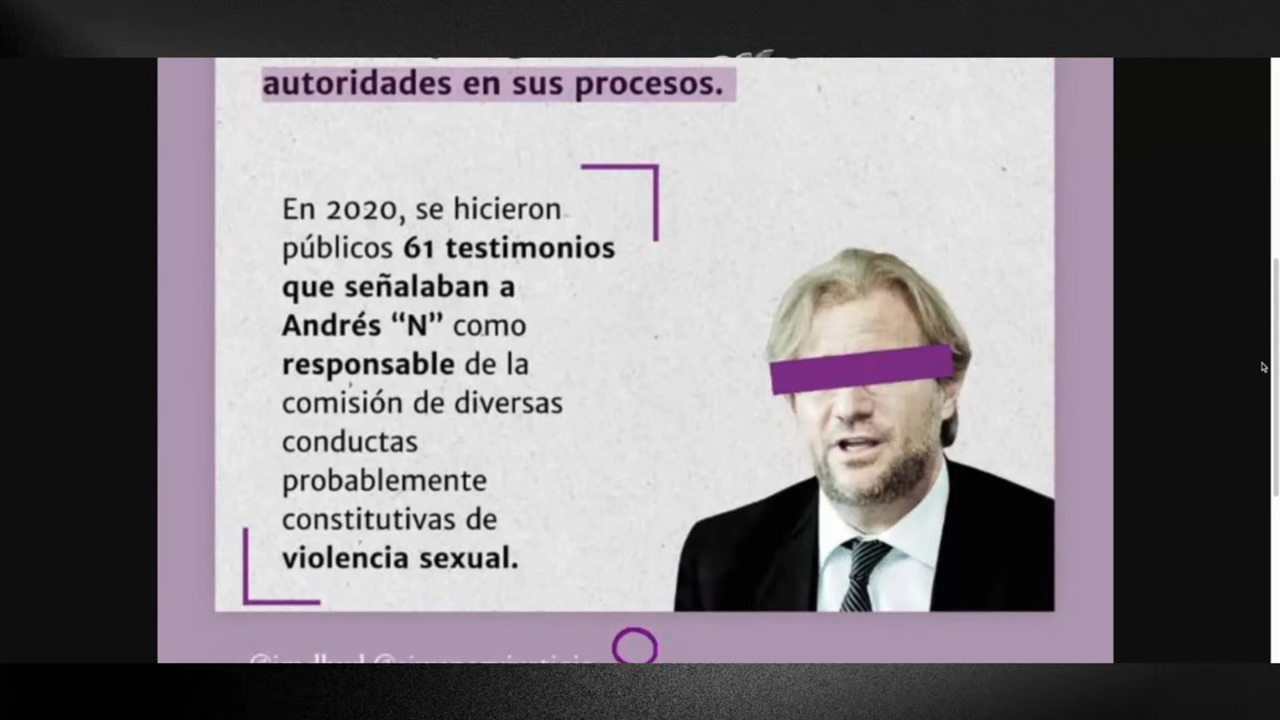 autoridades en sus procesos.
En 2020, se hicieron
públicos 61 testimonios
que señalaban a
Andrés “N” como
responsable de la
comisión de diversas
conductas
probablemente
constitutivas de
violencia sexual.